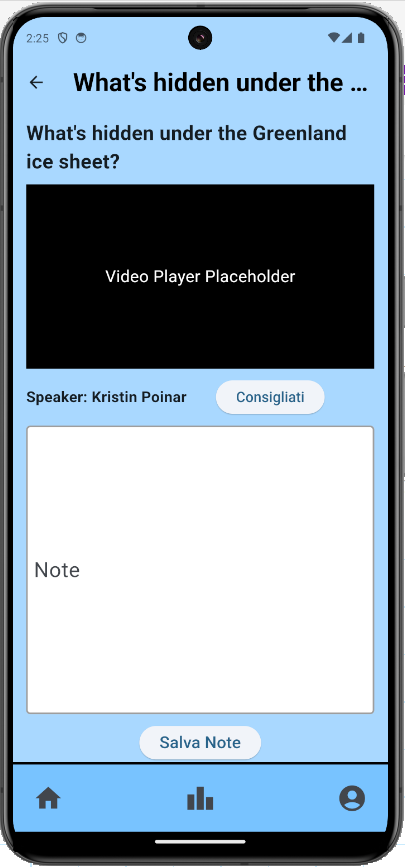 2:25
What's hidden under the ...
What's hidden under the Greenland
ice sheet?
Video Player Placeholder
Speaker: Kristin Poinar
Consigliati
Note
Salva Note